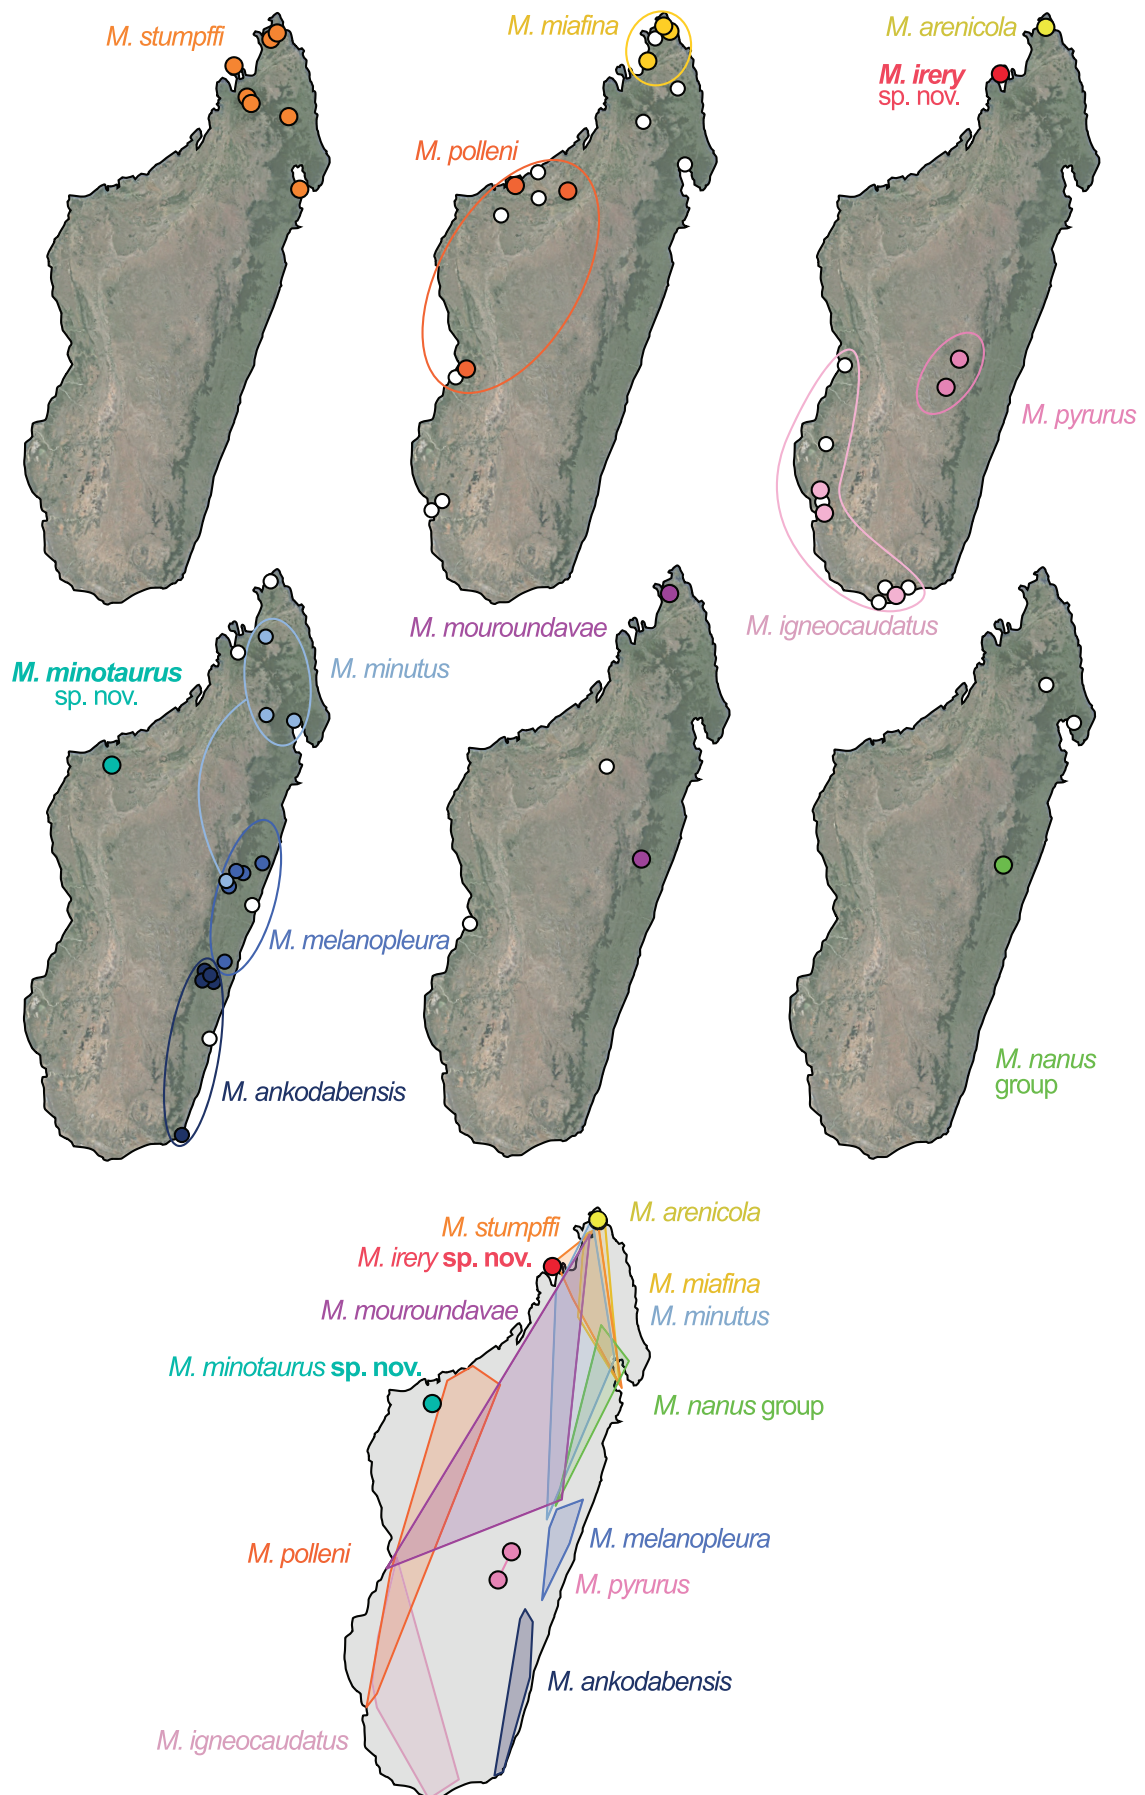 M. stumpffi
M. miafina
M. polleni
M. arenicola
M. irery
sp. nov.
M. pyrurus
M. igneocaudatus
M. minotaurus
sp. nov.
M. minutus
M. melanopleura
M. ankodabensis
M. mouroundavae
M. nanus
group
M. stumpffi
M. arenicola
M. irery sp. nov.
M. miafina
M. mouroundavae
M. minutus
M. minotaurus sp. nov.
M. nanus group
M. polleni
M. melanopleura
M. pyrurus
M. ankodabensis
M. igneocaudatus